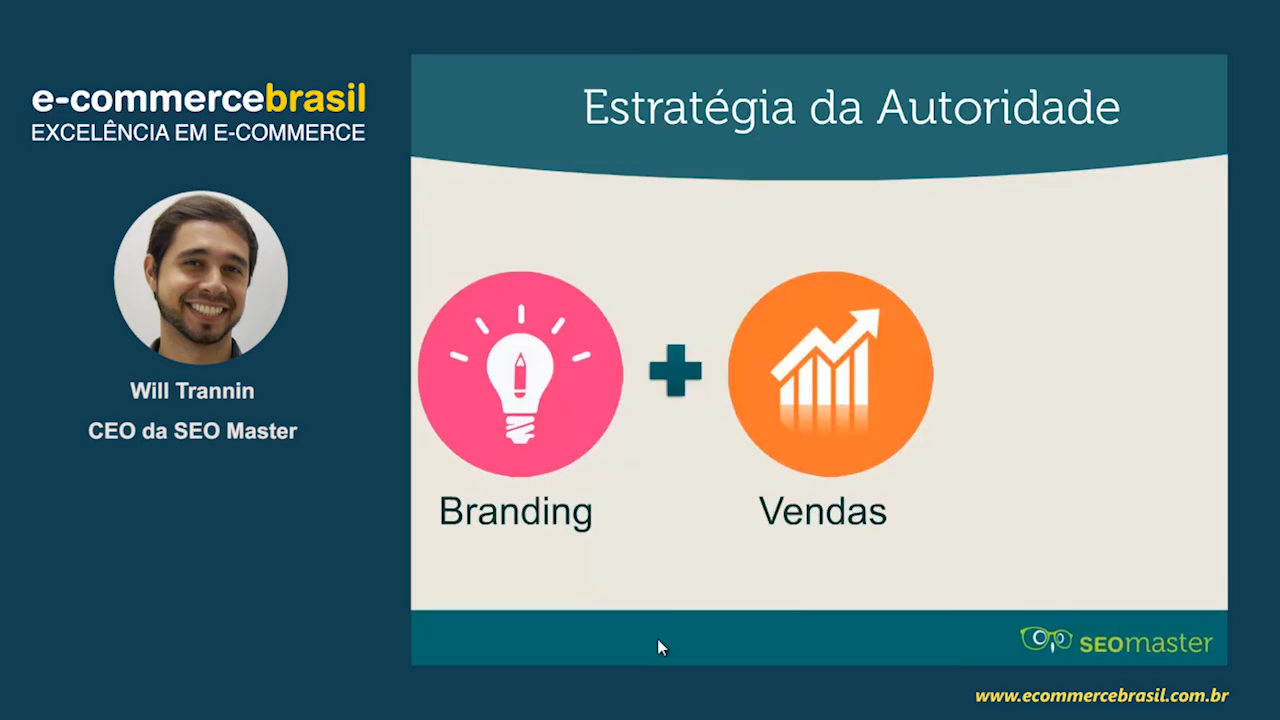 e-commercebrasil
EXCELÊNCIA EM E-COMMERCE
Will Trannin
CEO da SEO Master
Estratégia da Autoridade
Branding
Vendas
SEOmaster
www.ecommercebrasil.com.br